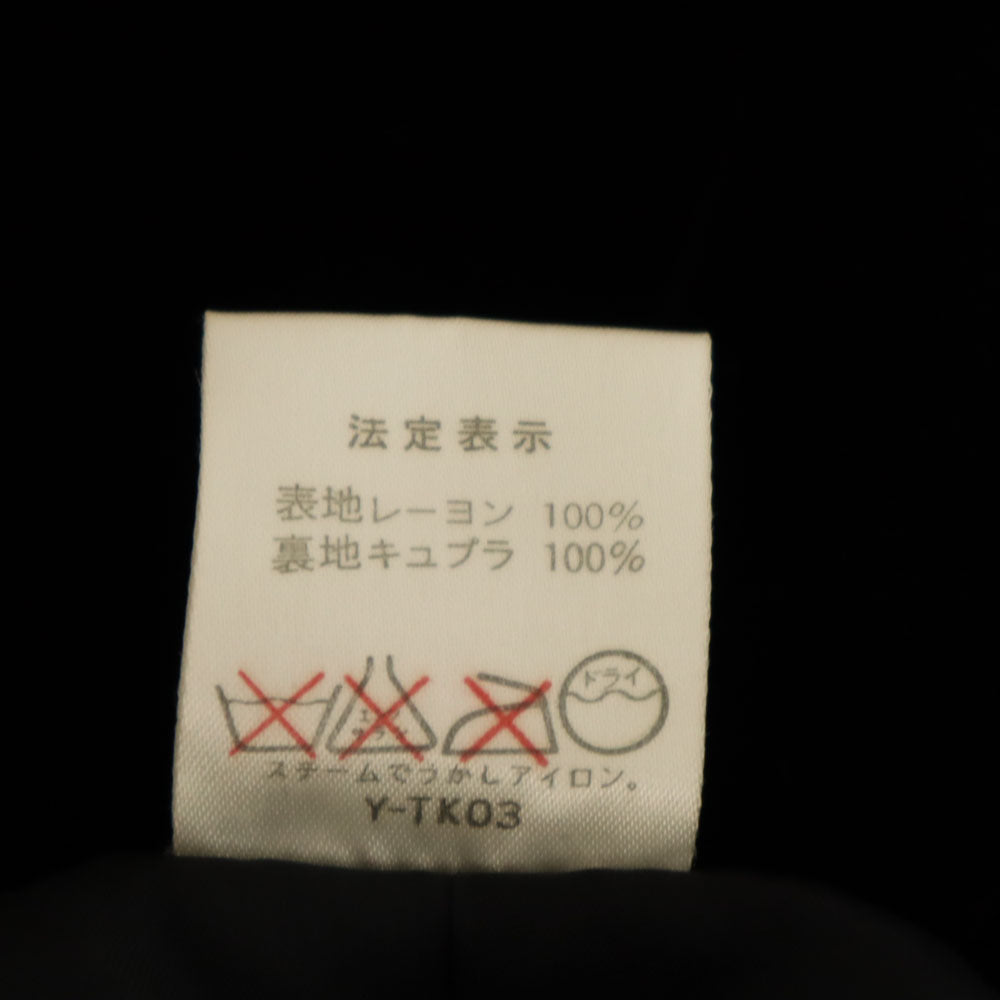 法定表示
表地レーヨン 100%
裏地キュプラ 100%
ドライ
スチームでうかしアイロン。
Y-TK03